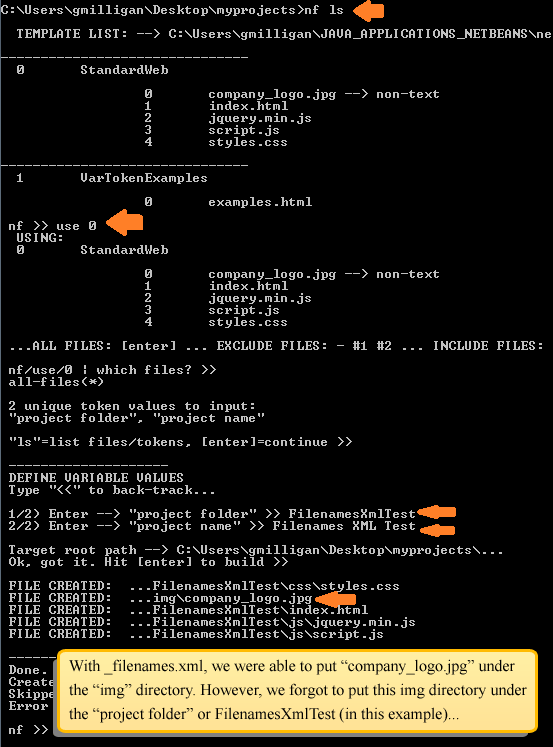 C:\Users\gmilligan\Desktop\myprojects>nf ls
TEMPLATE LIST: --> C:\Users\gmilligan\JAVA_APPLICATIONS_NETBEANS\ne
-------------------------------
0 StandardWeb
0 company_logo.jpg --> non-text
1 index.html
2 jquery.min.js
3 script.js
4 styles.css
-------------------------------
1 VarTokenExamples
0 examples.html
nf >> use 0
USING:
0 StandardWeb
0 company_logo.jpg --> non-text
1 index.html
2 jquery.min.js
3 script.js
4 styles.css
...ALL FILES: [enter] ... EXCLUDE FILES: - #1 #2 ... INCLUDE FILES:
nf/use/0 | which files? >>
all-files(*)
2 unique token values to input:
"project folder", "project name"
"ls"=list files/tokens, [enter]=continue >>
--------------------
DEFINE VARIABLE VALUES
Type "<<" to back-track...
1/2) Enter --> "project folder" >> FilenamesXmlTest
2/2) Enter --> "project name" >> Filenames XML Test
Target root path --> C:\Users\gmilligan\Desktop\myprojects\...
Ok, got it. Hit [enter] to build >>
FILE CREATED: ...FilenamesXmlTest\css\styles.css
FILE CREATED: ...img\company_logo.jpg
FILE CREATED: ...FilenamesXmlTest\index.html
FILE CREATED: ...FilenamesXmlTest\js\jquery.min.js
FILE CREATED: ...FilenamesXmlTest\js\script.js
Done.
Create
Skippe
Error
With _filenames.xml, we were able to put “company_logo.jpg” under
the “img” directory. However, we forgot to put this img directory under
the “project folder” or FilenamesXmlTest (in this example)...
nf >>